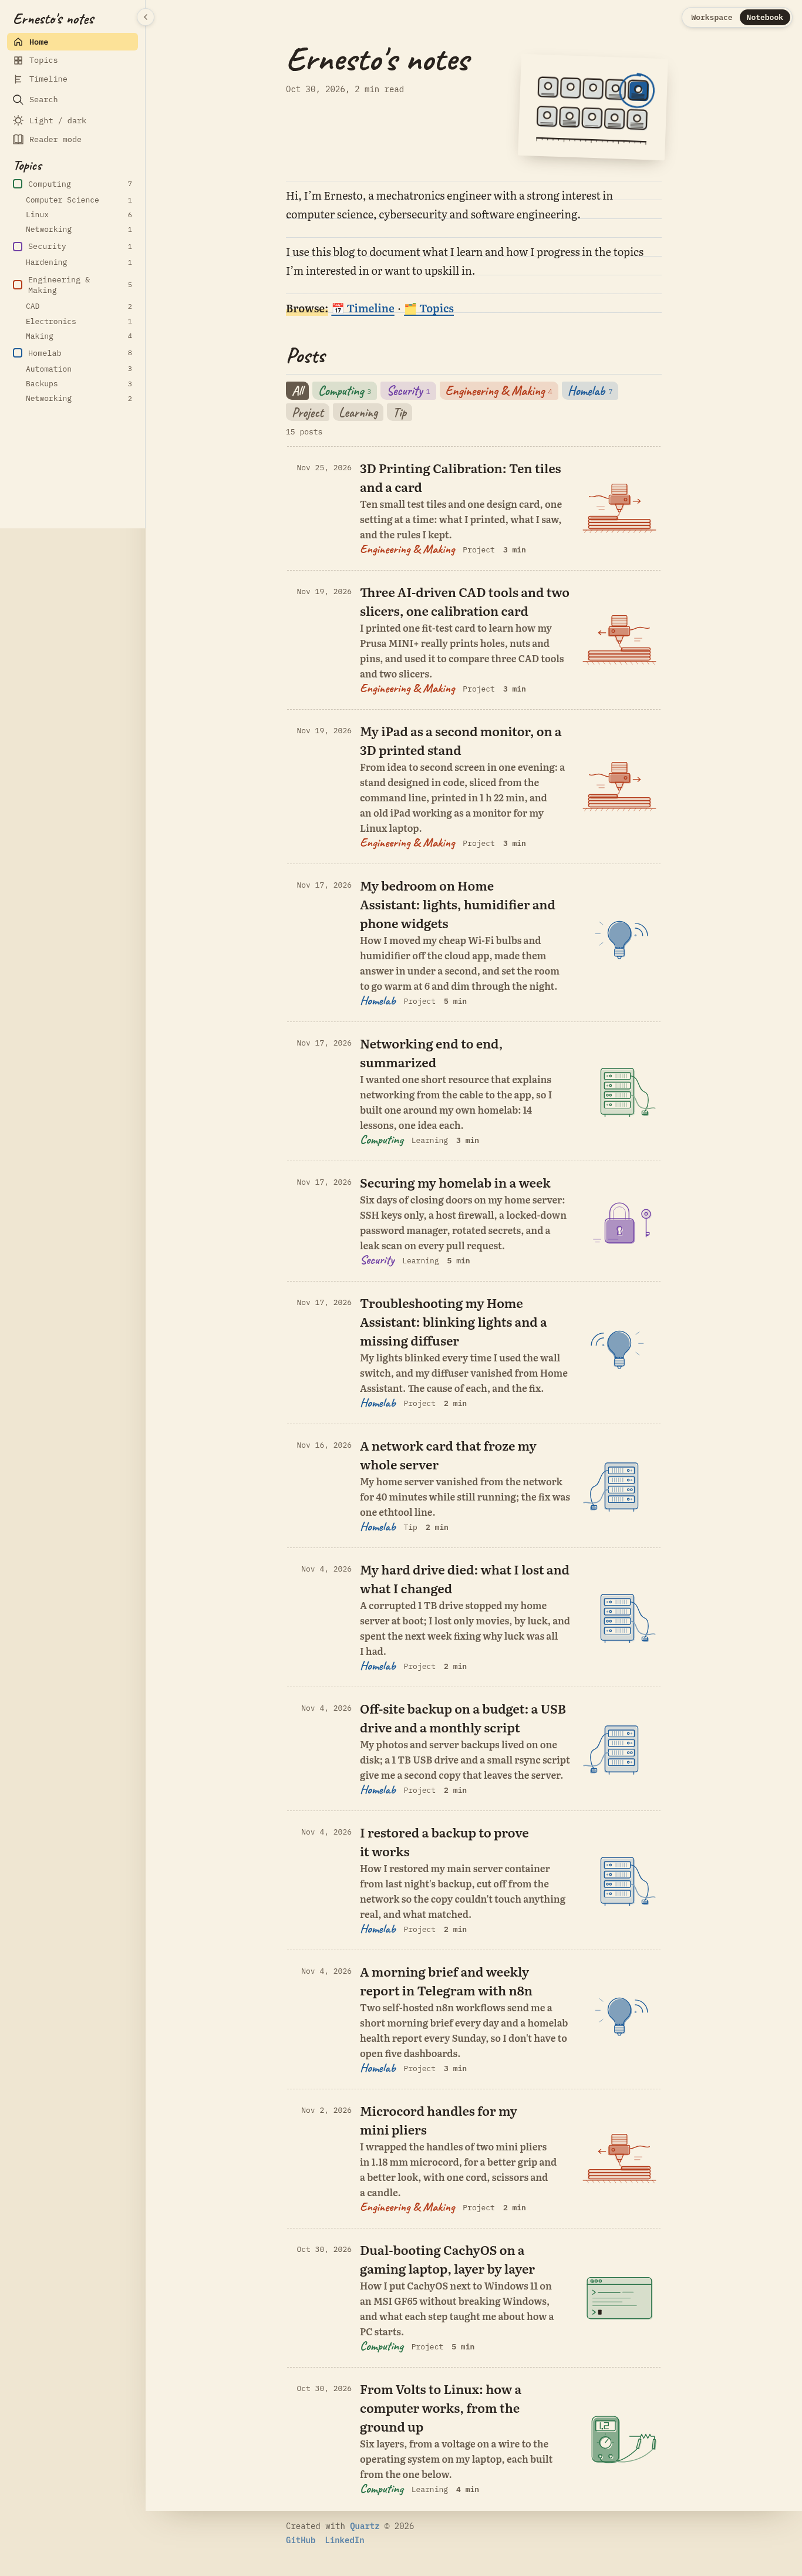 Ernesto's notes
Home
Topics
Timeline
Search
Light / dark
Reader mode
Topics
Computing 7
Computer Science 1
Linux 6
Networking 1
Security 1
Hardening 1
Engineering &
Making 5
CAD 2
Electronics 1
Making 4
Homelab 8
Automation 3
Backups 3
Networking 2
Workspace Notebook
Ernesto's notes
Oct 30, 2026, 2 min read
Hi, I'm Ernesto, a mechatronics engineer with a strong interest in
computer science, cybersecurity and software engineering.
I use this blog to document what I learn and how I progress in the topics
I'm interested in or want to upskill in.
Browse: 📅 Timeline · 🗂️ Topics
Posts
All Computing 3 Security 1 Engineering & Making 4 Homelab 7
Project Learning Tip
15 posts
Nov 25, 2026
3D Printing Calibration: Ten tiles
and a card
Ten small test tiles and one design card, one
setting at a time: what I printed, what I saw,
and the rules I kept.
Engineering & Making Project 3 min
Nov 19, 2026
Three AI-driven CAD tools and two
slicers, one calibration card
I printed one fit-test card to learn how my
Prusa MINI+ really prints holes, nuts and
pins, and used it to compare three CAD tools
and two slicers.
Engineering & Making Project 3 min
Nov 19, 2026
My iPad as a second monitor, on a
3D printed stand
From idea to second screen in one evening: a
stand designed in code, sliced from the
command line, printed in 1 h 22 min, and
an old iPad working as a monitor for my
Linux laptop.
Engineering & Making Project 3 min
Nov 17, 2026
My bedroom on Home
Assistant: lights, humidifier and
phone widgets
How I moved my cheap Wi-Fi bulbs and
humidifier off the cloud app, made them
answer in under a second, and set the room
to go warm at 6 and dim through the night.
Homelab Project 5 min
Nov 17, 2026
Networking end to end,
summarized
I wanted one short resource that explains
networking from the cable to the app, so I
built one around my own homelab: 14
lessons, one idea each.
Computing Learning 3 min
Nov 17, 2026
Securing my homelab in a week
Six days of closing doors on my home server:
SSH keys only, a host firewall, a locked-down
password manager, rotated secrets, and a
leak scan on every pull request.
Security Learning 5 min
Nov 17, 2026
Troubleshooting my Home
Assistant: blinking lights and a
missing diffuser
My lights blinked every time I used the wall
switch, and my diffuser vanished from Home
Assistant. The cause of each, and the fix.
Homelab Project 2 min
Nov 16, 2026
A network card that froze my
whole server
My home server vanished from the network
for 40 minutes while still running; the fix was
one ethtool line.
Homelab Tip 2 min
Nov 4, 2026
My hard drive died: what I lost and
what I changed
A corrupted 1 TB drive stopped my home
server at boot; I lost only movies, by luck, and
spent the next week fixing why luck was all
I had.
Homelab Project 2 min
Nov 4, 2026
Off-site backup on a budget: a USB
drive and a monthly script
My photos and server backups lived on one
disk; a 1 TB USB drive and a small rsync script
give me a second copy that leaves the server.
Homelab Project 2 min
Nov 4, 2026
I restored a backup to prove
it works
How I restored my main server container
from last night's backup, cut off from the
network so the copy couldn't touch anything
real, and what matched.
Homelab Project 2 min
Nov 4, 2026
A morning brief and weekly
report in Telegram with n8n
Two self-hosted n8n workflows send me a
short morning brief every day and a homelab
health report every Sunday, so I don't have to
open five dashboards.
Homelab Project 3 min
Nov 2, 2026
Microcord handles for my
mini pliers
I wrapped the handles of two mini pliers
in 1.18 mm microcord, for a better grip and
a better look, with one cord, scissors and
a candle.
Engineering & Making Project 2 min
Oct 30, 2026
Dual-booting CachyOS on a
gaming laptop, layer by layer
How I put CachyOS next to Windows 11 on
an MSI GF65 without breaking Windows,
and what each step taught me about how a
PC starts.
Computing Project 5 min
Oct 30, 2026
From Volts to Linux: how a
computer works, from the
ground up
Six layers, from a voltage on a wire to the
operating system on my laptop, each built
from the one below.
Computing Learning 4 min
1.2
Created with Quartz © 2026
GitHub LinkedIn